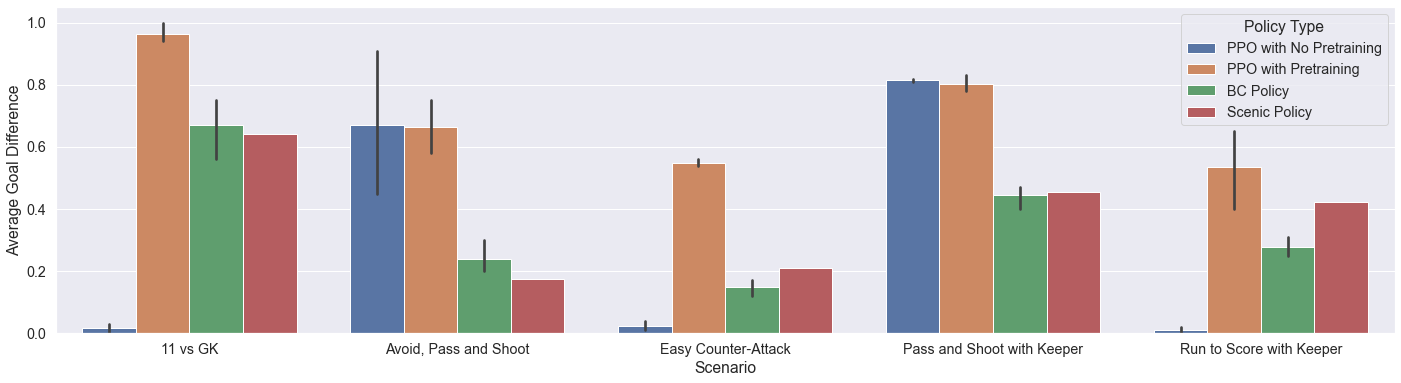 Average Goal Difference
1.0
0.8
0.6
0.4
0.2
0.0
Policy Type
PPO with No Pretraining
PPO with Pretraining
BC Policy
Scenic Policy
11 vs GK
Avoid, Pass and Shoot
Easy Counter-Attack
Pass and Shoot with Keeper
Run to Score with Keeper
Scenario